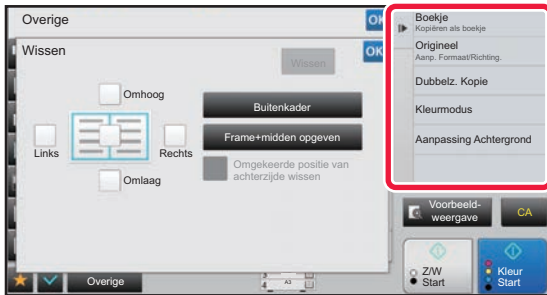 Overige
OK
Wissen
OK
Wissen
Omhoog
Links
Rechts
Omlaag
Buitenkader
Frame+midden opgeven
Omgekeerde positie van
achterzijde wissen
Overige
4
A3
Boekje
Kopiëren als boekje
Origineel
Aanp. Formaat/Richting.
Dubbelz. Kopie
Kleurmodus
Aanpassing Achtergrond
Voorbeeld-
weergave
CA
Z/W
Start
Kleur
Start